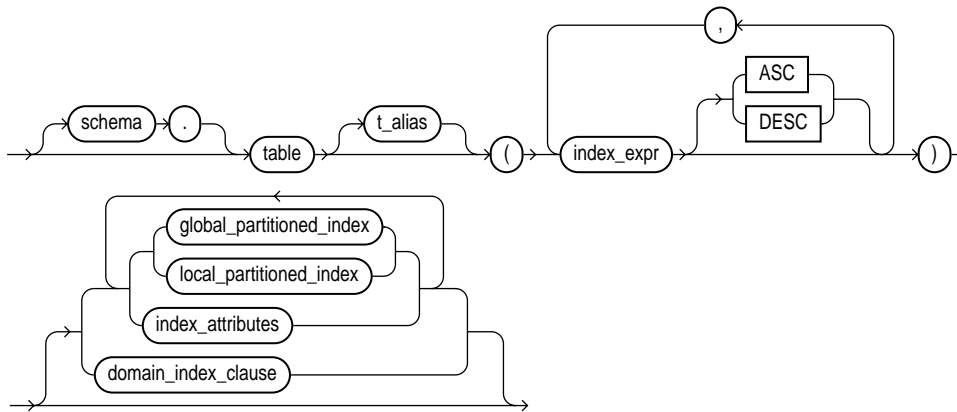 ,
ASC
schema . t_alias DESC
table ( index_expr )
global_partitioned_index
local_partitioned_index
index_attributes
domain_index_clause